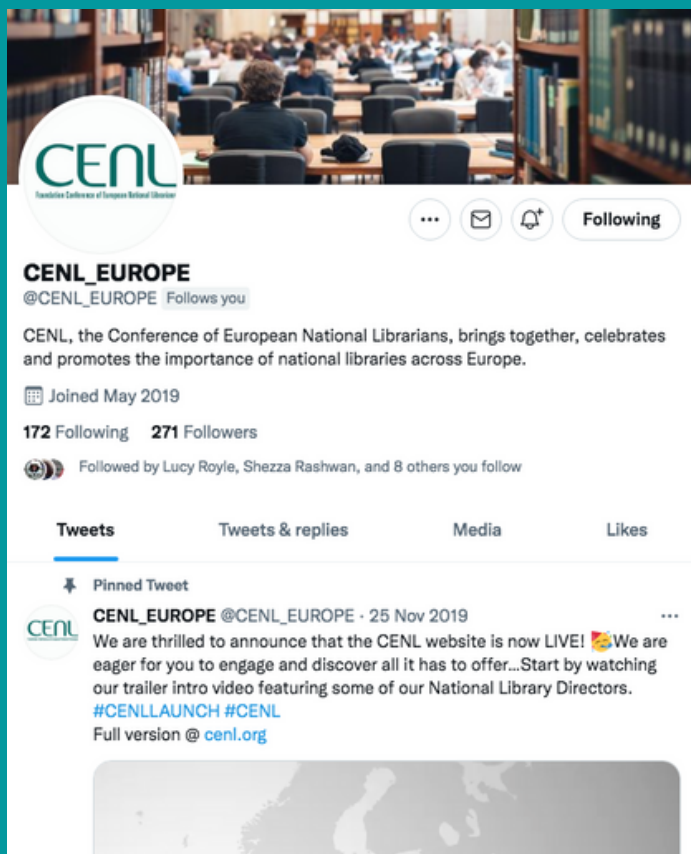 CENL
Foundation Conference of European National Librarians
Following
CENL_EUROPE
@CENL_EUROPE Follows you
CENL, the Conference of European National Librarians, brings together, celebrates
and promotes the importance of national libraries across Europe.
Joined May 2019
172 Following 271 Followers
Followed by Lucy Royle, Shezza Rashwan, and 8 others you follow
Tweets Tweets & replies Media Likes
Pinned Tweet
CENL_EUROPE @CENL_EUROPE · 25 Nov 2019
CENL
We are thrilled to announce that the CENL website is now LIVE! 🥳We are
eager for you to engage and discover all it has to offer...Start by watching
our trailer intro video featuring some of our National Library Directors.
#CENLLAUNCH #CENL
Full version @ cenl.org